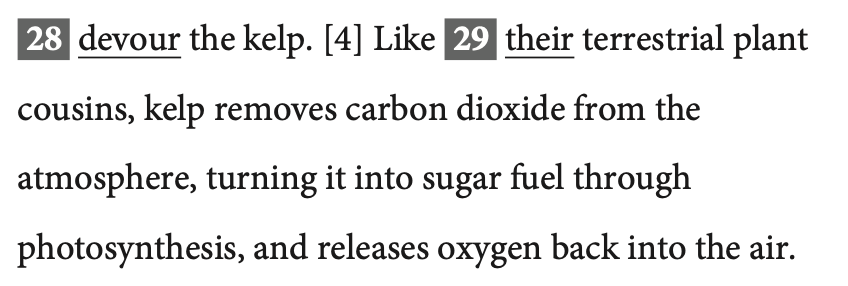 28 devour the kelp. [4] Like 29 their terrestrial plant
cousins, kelp removes carbon dioxide from the
atmosphere, turning it into sugar fuel through
photosynthesis, and releases oxygen back into the air.